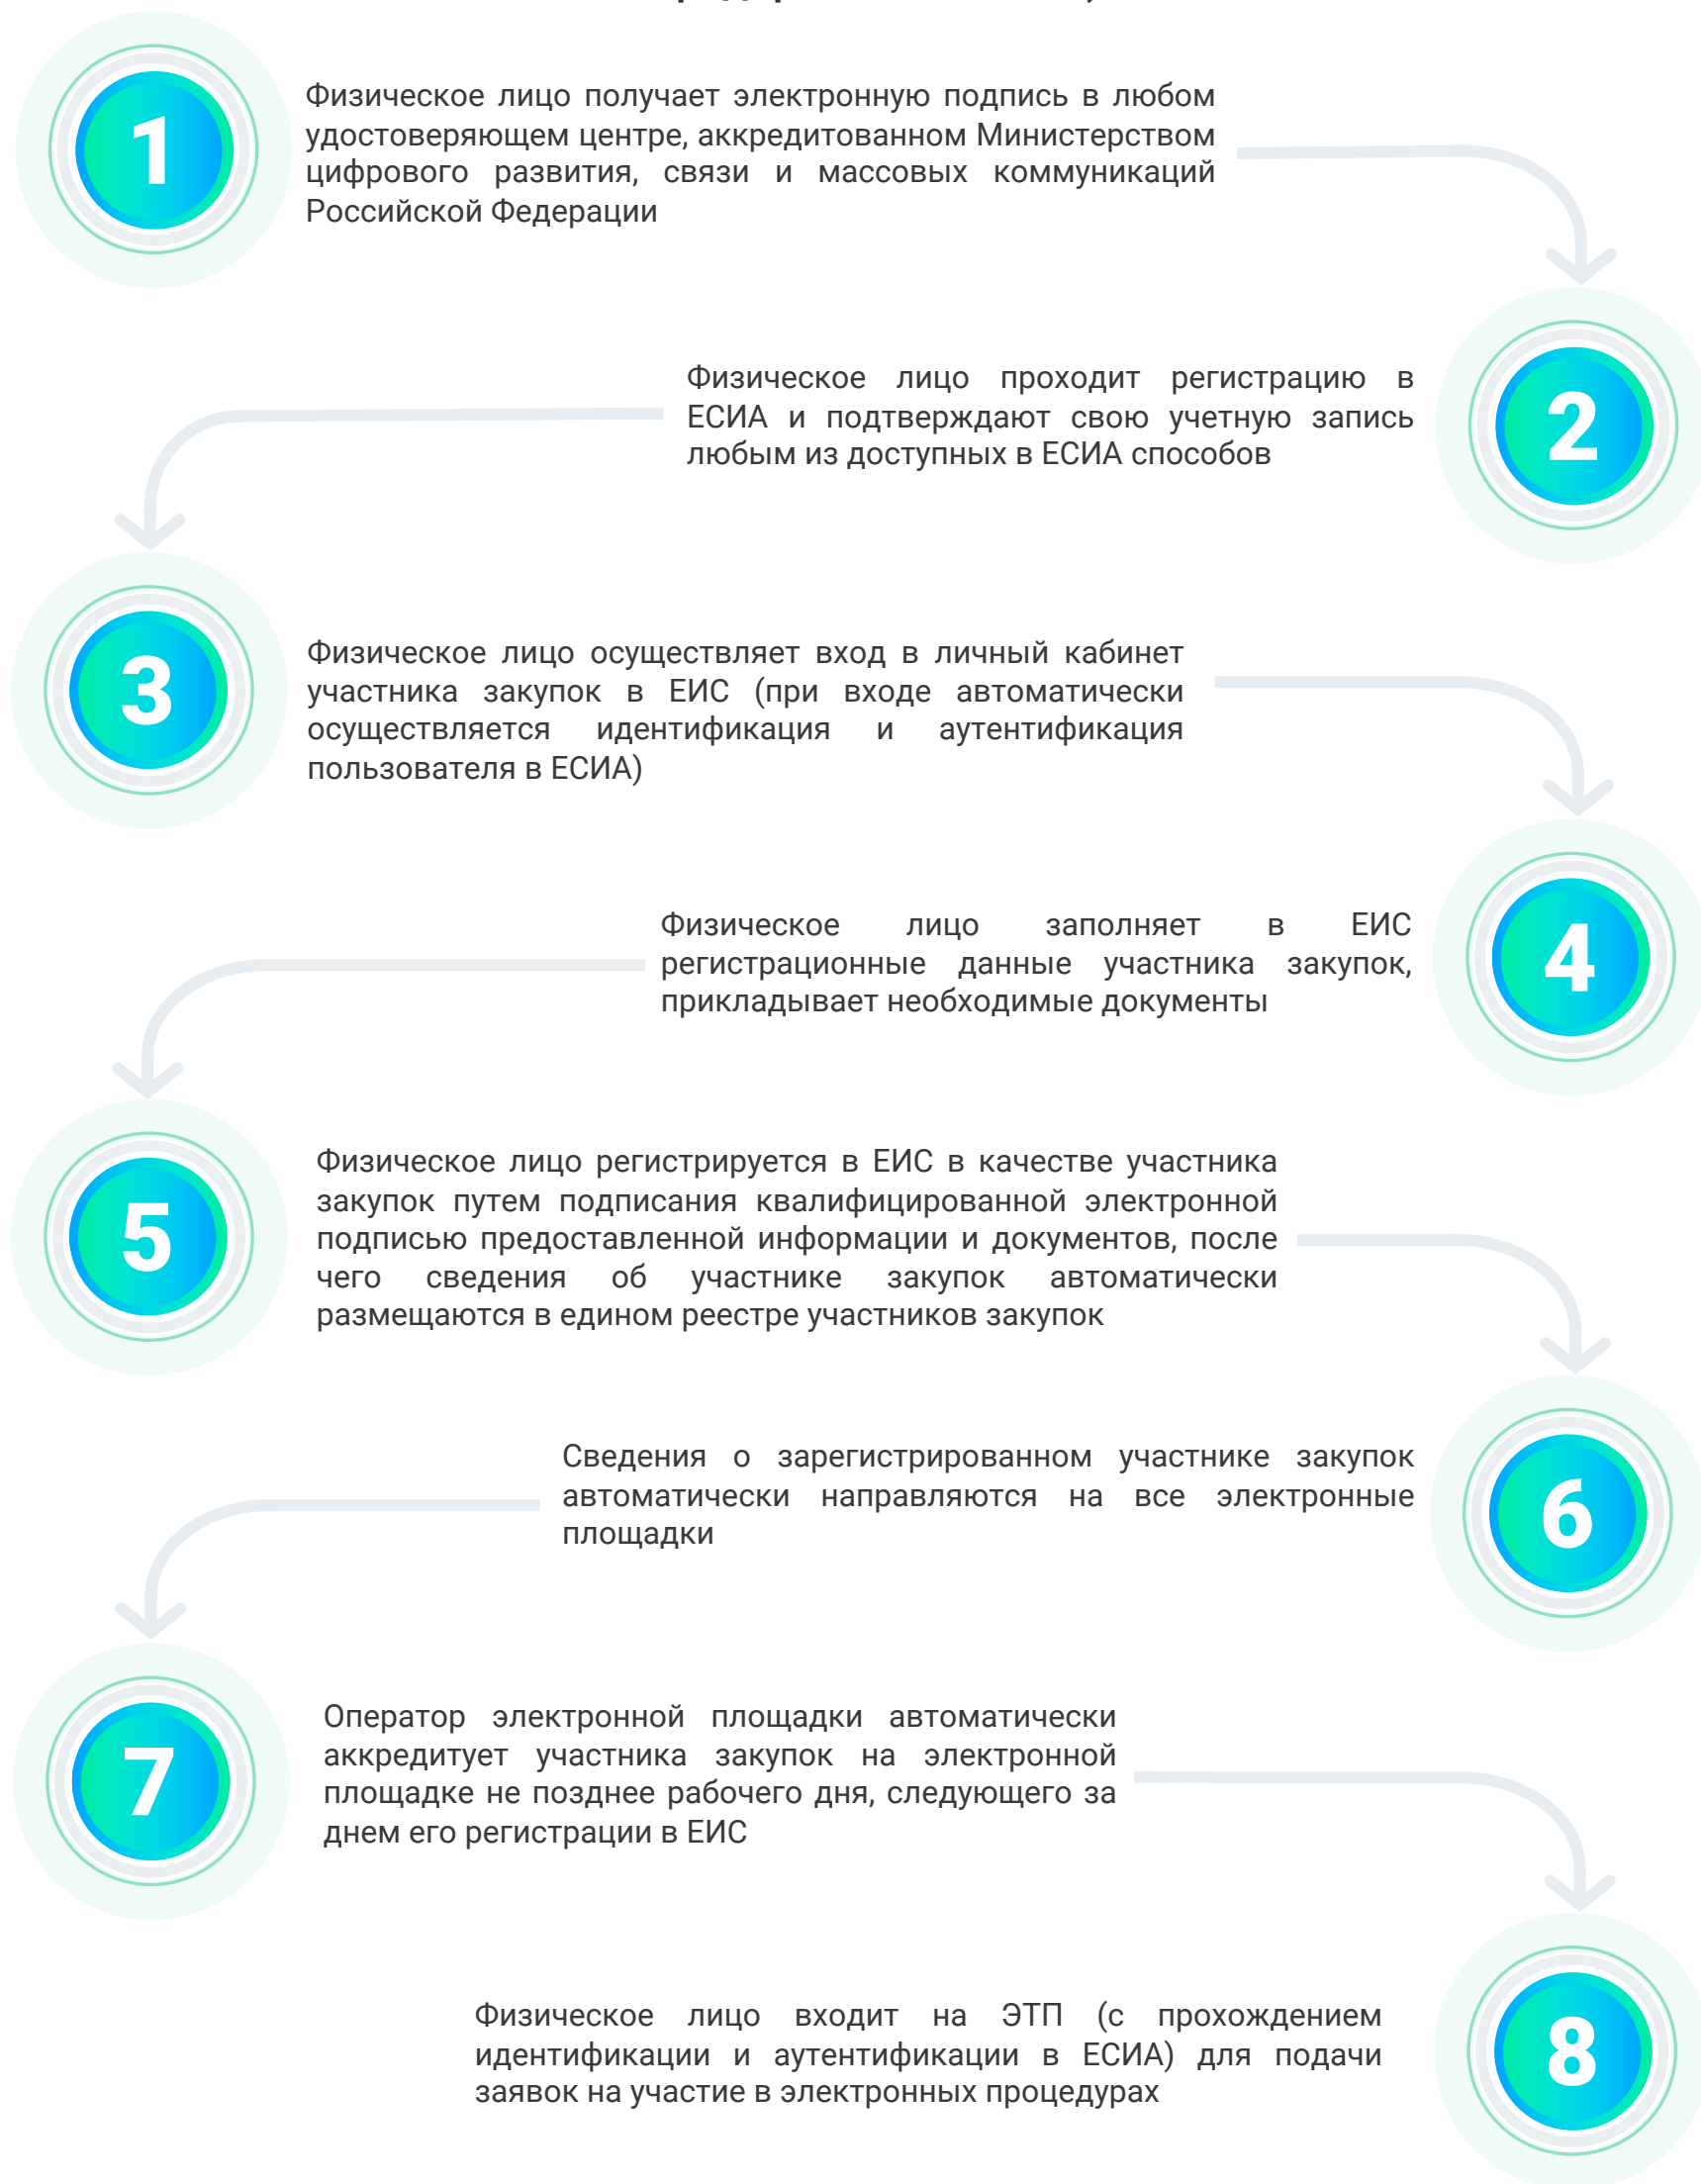 1
Физическое лицо получает электронную подпись в любом
удостоверяющем центре, аккредитованном Министерством
цифрового развития, связи и массовых коммуникаций
Российской Федерации
2
Физическое лицо проходит регистрацию в
ЕСИА и подтверждают свою учетную запись
любым из доступных в ЕСИА способов
3
Физическое лицо осуществляет вход в личный кабинет
участника закупок в ЕИС (при входе автоматически
осуществляется идентификация и аутентификация
пользователя в ЕСИА)
4
Физическое лицо заполняет в ЕИС
регистрационные данные участника закупок,
прикладывает необходимые документы
5
Физическое лицо регистрируется в ЕИС в качестве участника
закупок путем подписания квалифицированной электронной
подписью предоставленной информации и документов, после
чего сведения об участнике закупок автоматически
размещаются в едином реестре участников закупок
6
Сведения о зарегистрированном участнике закупок
автоматически направляются на все электронные
площадки
7
Оператор электронной площадки автоматически
аккредитует участника закупок на электронной
площадке не позднее рабочего дня, следующего за
днем его регистрации в ЕИС
8
Физическое лицо входит на ЭТП (с прохождением
идентификации и аутентификации в ЕСИА) для подачи
заявок на участие в электронных процедурах